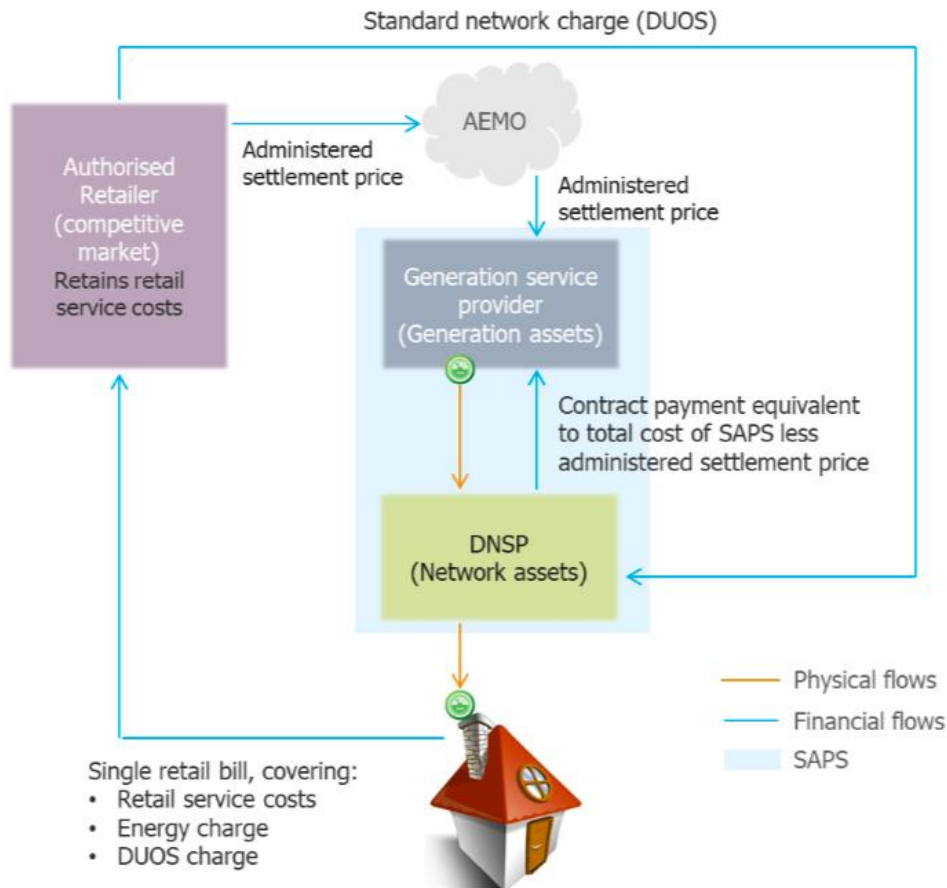 Standard network charge (DUOS)
AEMO
Administered
settlement price
Authorised
Retailer
(competitive
market)
Retains retail
service costs
Administered
settlement price
Generation service
provider
(Generation assets)
Contract payment equivalent
to total cost of SAPS less
administered settlement price
DNSP
(Network assets)
Physical flows
Financial flows
SAPS
Single retail bill, covering:
• Retail service costs
• Energy charge
• DUOS charge